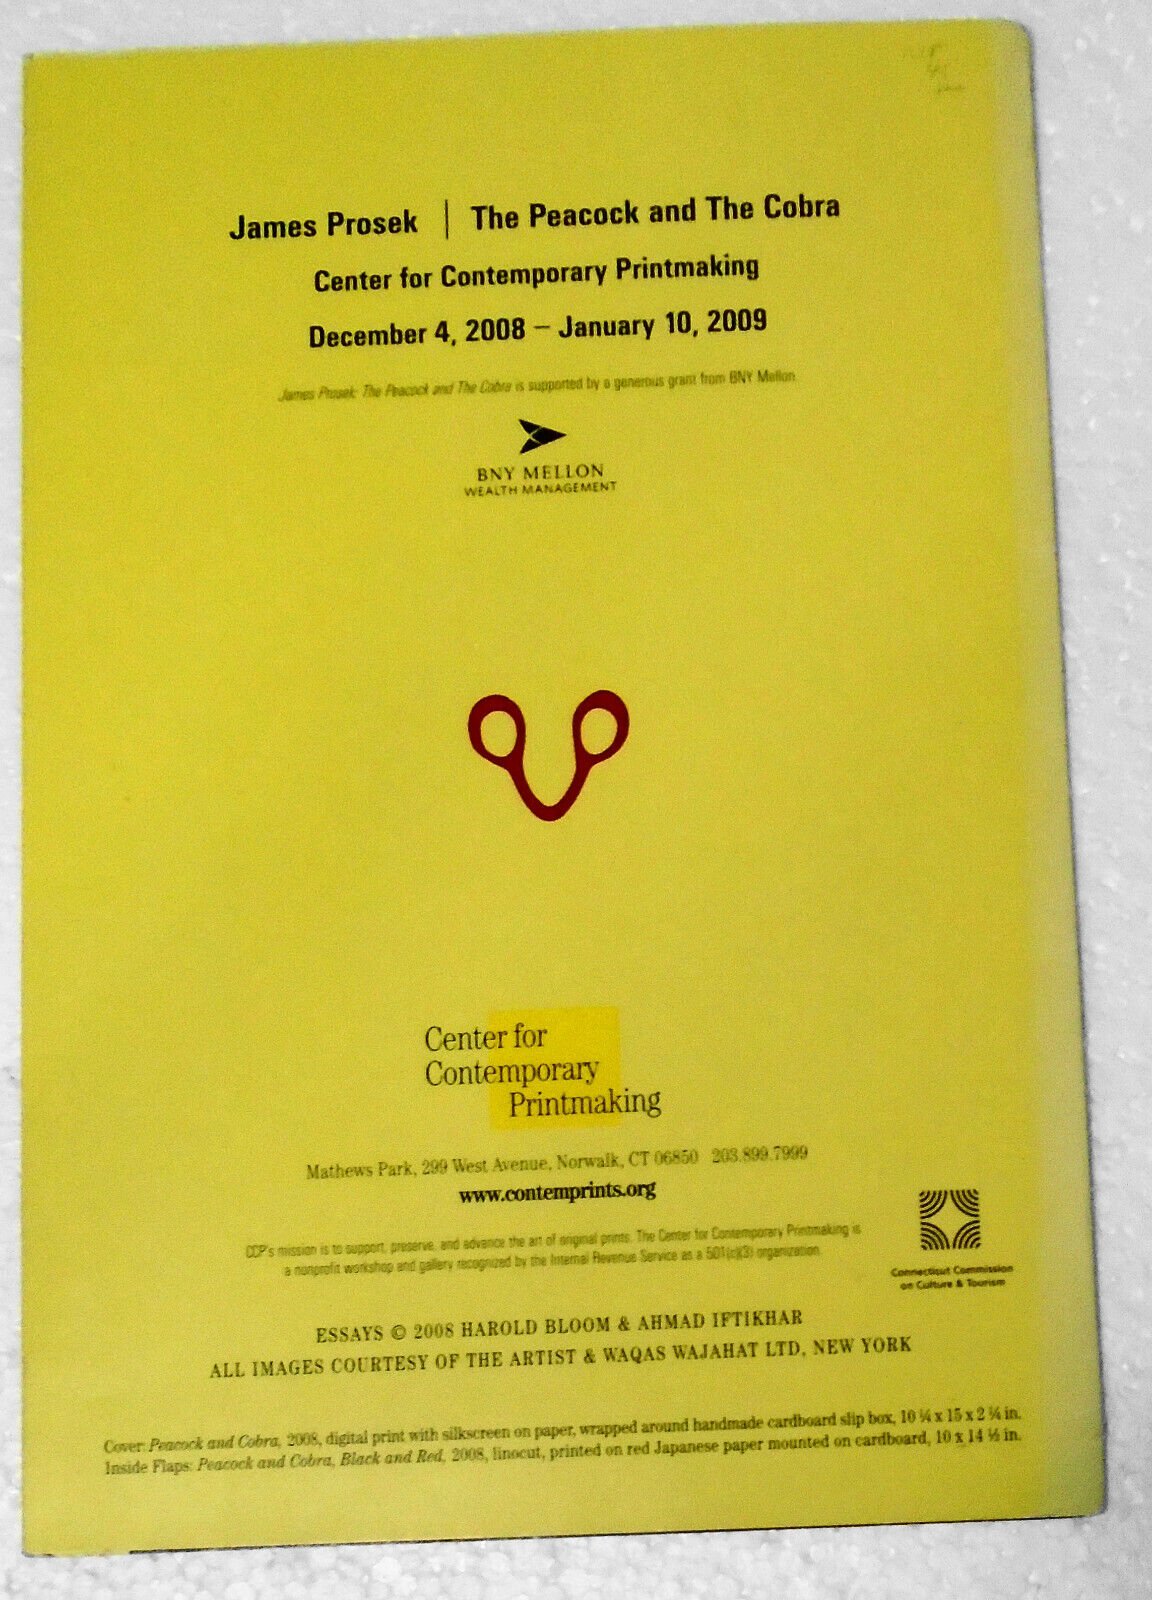 James Prosek | The Peacock and The Cobra
Center for Contemporary Printmaking
December 4, 2008 – January 10, 2009
James Prosek: The Peacock and The Cobra is supported by a generous grant from BNY Mellon
BNY MELLON
WEALTH MANAGEMENT
Center for
Contemporary
Printmaking
Mathews Park, 299 West Avenue, Norwalk, CT 06850 203.899.7999
www.contemprints.org
CCP's mission is to support, preserve, and advance the art of original prints. The Center for Contemporary Printmaking is
a nonprofit workshop and gallery recognized by the Internal Revenue Service as a 501(c)(3) organization.
Connecticut Commission
on Culture & Tourism
ESSAYS © 2008 HAROLD BLOOM & AHMAD IFTIKHAR
ALL IMAGES COURTESY OF THE ARTIST & WAQAS WAJAHAT LTD, NEW YORK
Cover: Peacock and Cobra, 2008, digital print with silkscreen on paper, wrapped around handmade cardboard slip box, 10 ¼ x 15 x 2 ¼ in.
Inside Flaps: Peacock and Cobra, Black and Red, 2008, linocut, printed on red Japanese paper mounted on cardboard, 10 x 14 ½ in.